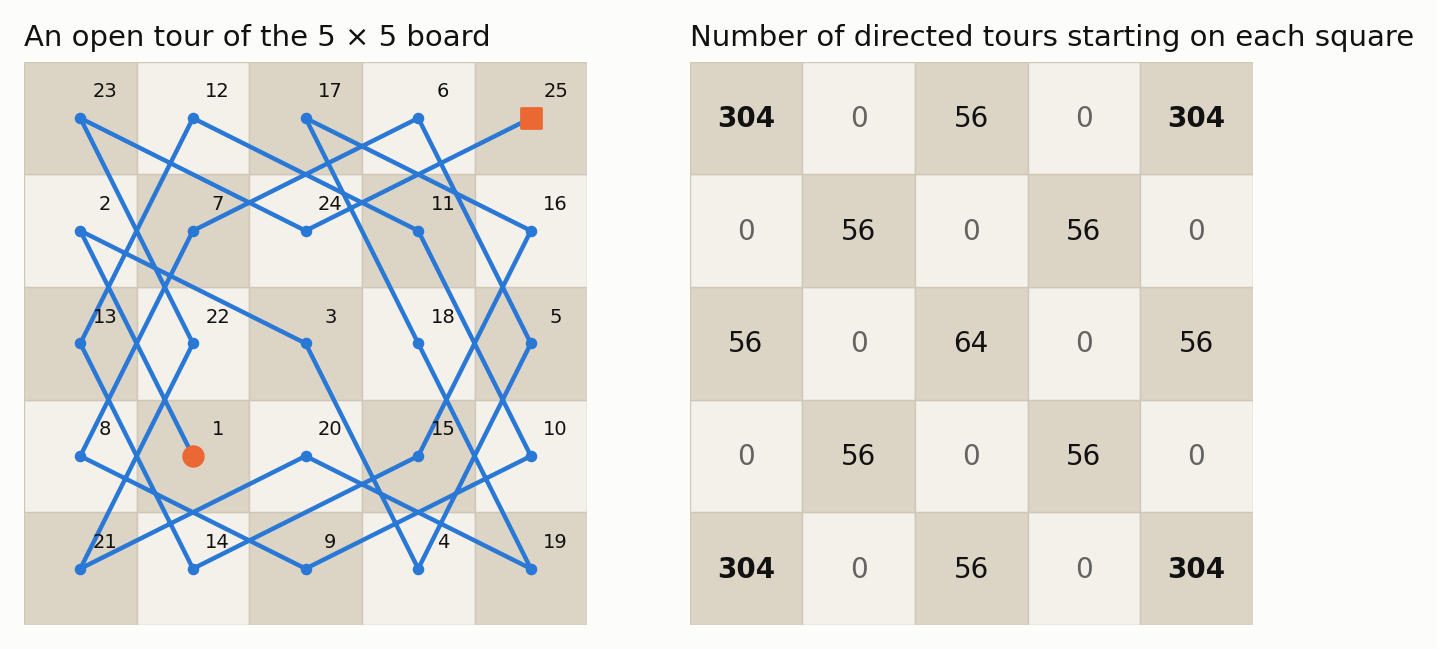 An open tour of the 5 × 5 board
23 12 17 6 25
2 7 24 11 16
13 22 3 18 5
8 1 20 15 10
21 14 9 4 19
Number of directed tours starting on each square
304 0 56 0 304
0 56 0 56 0
56 0 64 0 56
0 56 0 56 0
304 0 56 0 304